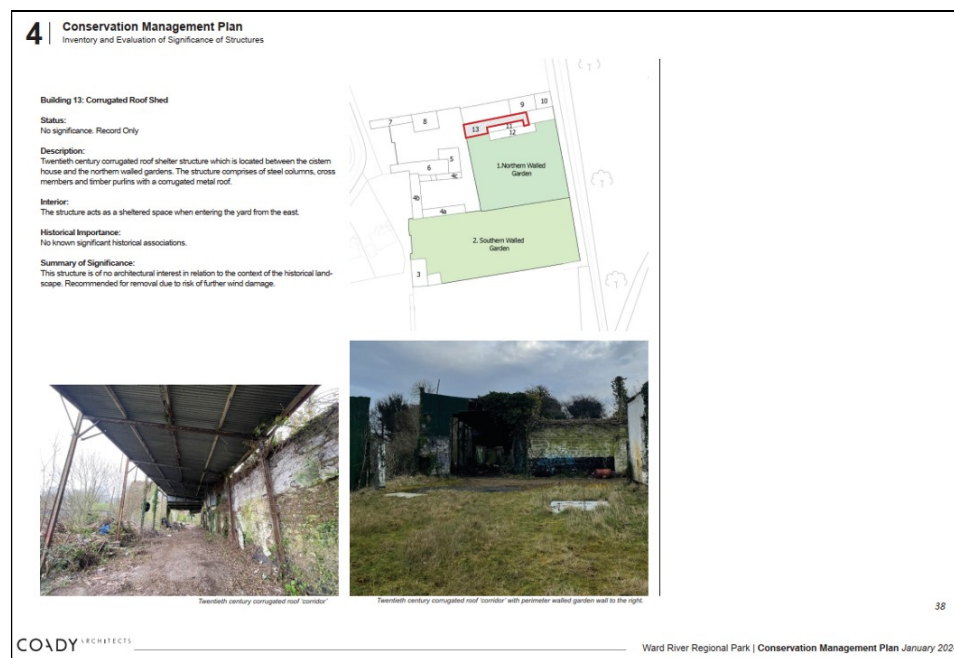 4
Conservation Management Plan
Inventory and Evaluation of Significance of Structures
Building 13: Corrugated Roof Shed
Status:
No significance. Record Only
Description:
Twentieth century corrugated roof shelter structure which is located between the cistern
house and the northern walled gardens. The structure comprises of steel columns, cross
members and timber purfins with a corrugated metal roof.
Interior:
The structure acts as a sheltered space when entering the yard from the east.
Historical Importance:
No known significant historical associations.
Summary of Significance:
This structure is of no architectural interest in relation to the context of the historical land-
scape. Recommended for removal due to risk of further wind damage.
7
8
9
10
13
11
12
5
6
4c
4b
4a
1.Northern Walled
Garden
2. Southern Walled
Garden
3
Twentieth century corrugated roof 'corridor'
Twentieth century corrugated roof 'corridor' with perimeter walled garden wall to the right.
38
COADY ARCHITECTS
Ward River Regional Park | Conservation Management Plan January 202